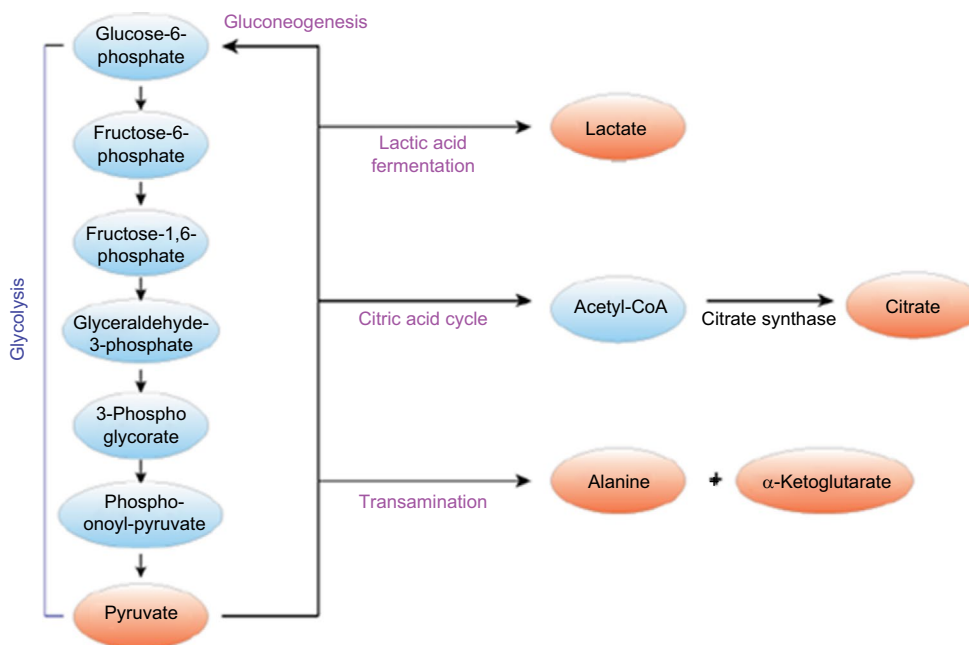 Gluconeogenesis
Glucose-6-
phosphate
Fructose-6-
phosphate
Fructose-1,6-
phosphate
Glyceraldehyde-
3-phosphate
3-Phospho
glycorate
Phospho-
onoyl-pyruvate
Pyruvate
Glycolysis
Lactic acid
fermentation
Lactate
Citric acid cycle
Acetyl-CoA
Citrate synthase
Citrate
Transamination
Alanine
+
α-Ketoglutarate